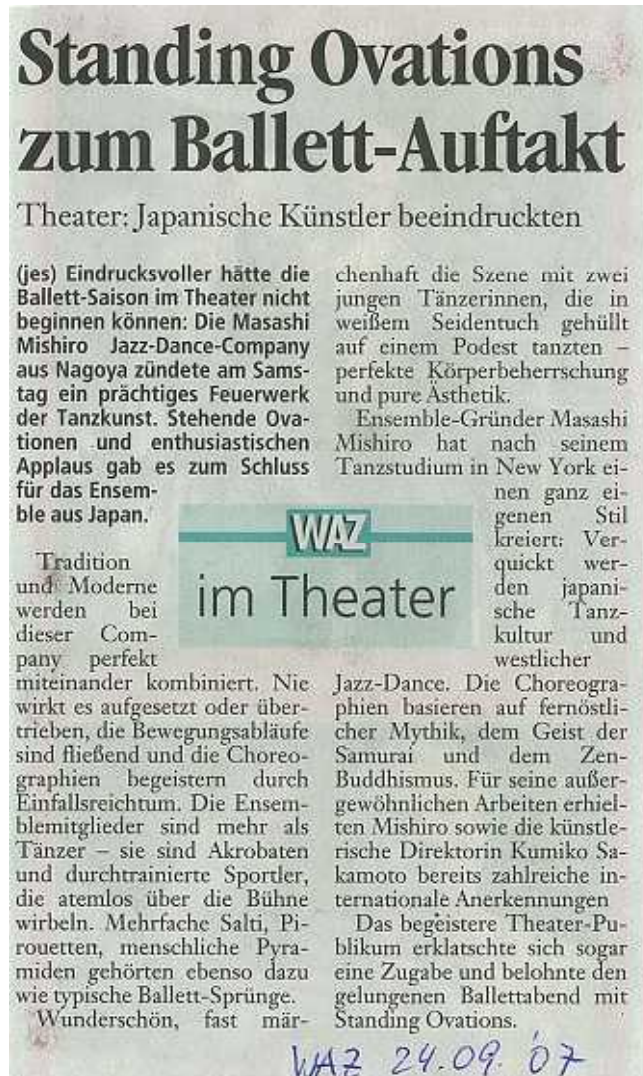 Standing Ovations
zum Ballett-Auftakt
Theater: Japanische Künstler beeindruckten
(jes) Eindrucksvoller hätte die
Ballett-Saison im Theater nicht
beginnen können: Die Masashi
Mishiro Jazz-Dance-Company
aus Nagoya zündete am Sams-
tag ein prächtiges Feuerwerk
der Tanzkunst. Stehende Ova-
tionen und enthusiastischen
Applaus gab es zum Schluss
für das Ensem-
ble aus Japan.
Tradition
und Moderne
werden bei
dieser Com-
pany perfekt
miteinander kombiniert. Nie
wirkt es aufgesetzt oder über-
trieben, die Bewegungsabläufe
sind fließend und die Choreo-
graphien begeistern durch
Einfallsreichtum. Die Ensem-
blemitglieder sind mehr als
Tänzer – sie sind Akrobaten
und durchtrainierte Sportler,
die atemlos über die Bühne
wirbeln. Mehrfache Salti, Pi-
rouetten, menschliche Pyra-
miden gehörten ebenso dazu
wie typische Ballett-Sprünge.
Wunderschön, fast mär-
chenhaft die Szene mit zwei
jungen Tänzerinnen, die in
weißem Seidentuch gehüllt
auf einem Podest tanzten –
perfekte Körperbeherrschung
und pure Ästhetik.
Ensemble-Gründer Masashi
Mishiro hat nach seinem
Tanzstudium in New York ei-
nen ganz ei-
genen Stil
kreiert: Ver-
quickt wer-
den japani-
sche Tanz-
kultur und
westlicher
Jazz-Dance. Die Choreogra-
phien basieren auf fernöstli-
cher Mythik, dem Geist der
Samurai und dem Zen-
Buddhismus. Für seine außer-
gewöhnlichen Arbeiten erhiel-
ten Mishiro sowie die künstle-
rische Direktorin Kumiko Sa-
kamoto bereits zahlreiche in-
ternationale Anerkennungen
Das begeistere Theater-Pu-
blikum erklatschte sich sogar
eine Zugabe und belohnte den
gelungenen Ballettabend mit
Standing Ovations.
WAZ
im Theater
WAZ 24.09.'07